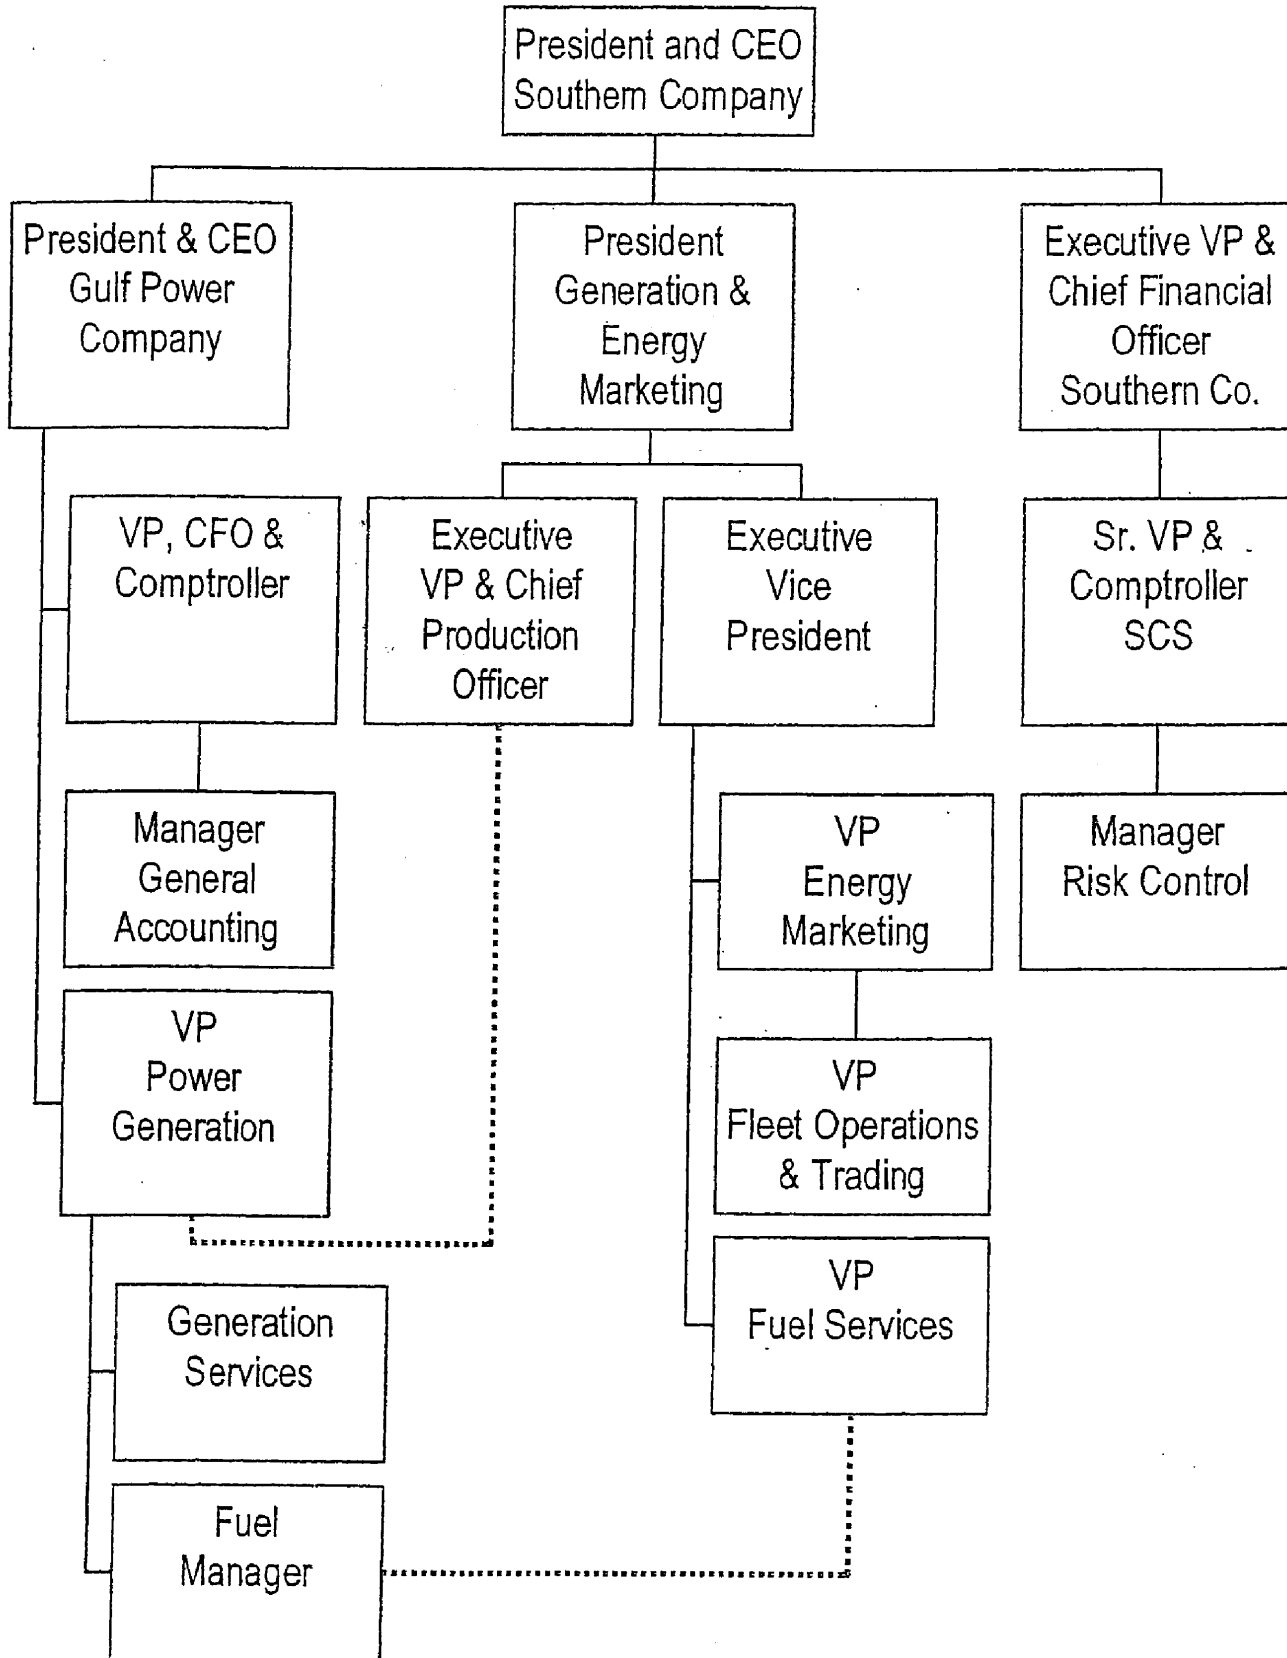 President and CEO
Southern Company
President & CEO
Gulf Power
Company
President
Generation &
Energy
Marketing
Executive VP &
Chief Financial
Officer
Southern Co.
VP, CFO &
Comptroller
Executive
VP & Chief
Production
Officer
Executive
Vice
President
Sr. VP &
Comptroller
SCS
Manager
General
Accounting
VP
Energy
Marketing
Manager
Risk Control
VP
Power
Generation
VP
Fleet Operations
& Trading
VP
Fuel Services
Generation
Services
Fuel
Manager